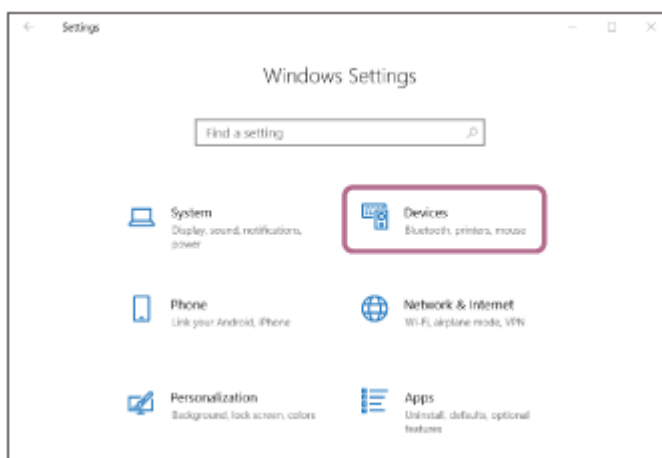 Settings
Windows Settings
Find a setting
System
Display, sound, notifications,
power
Devices
Bluetooth, printers, mouse
Phone
Link your Android, iPhone
Network & Internet
Wi-Fi, airplane mode, VPN
Personalization
Background, lock screen, colors
Apps
Uninstall, defaults, optional
features